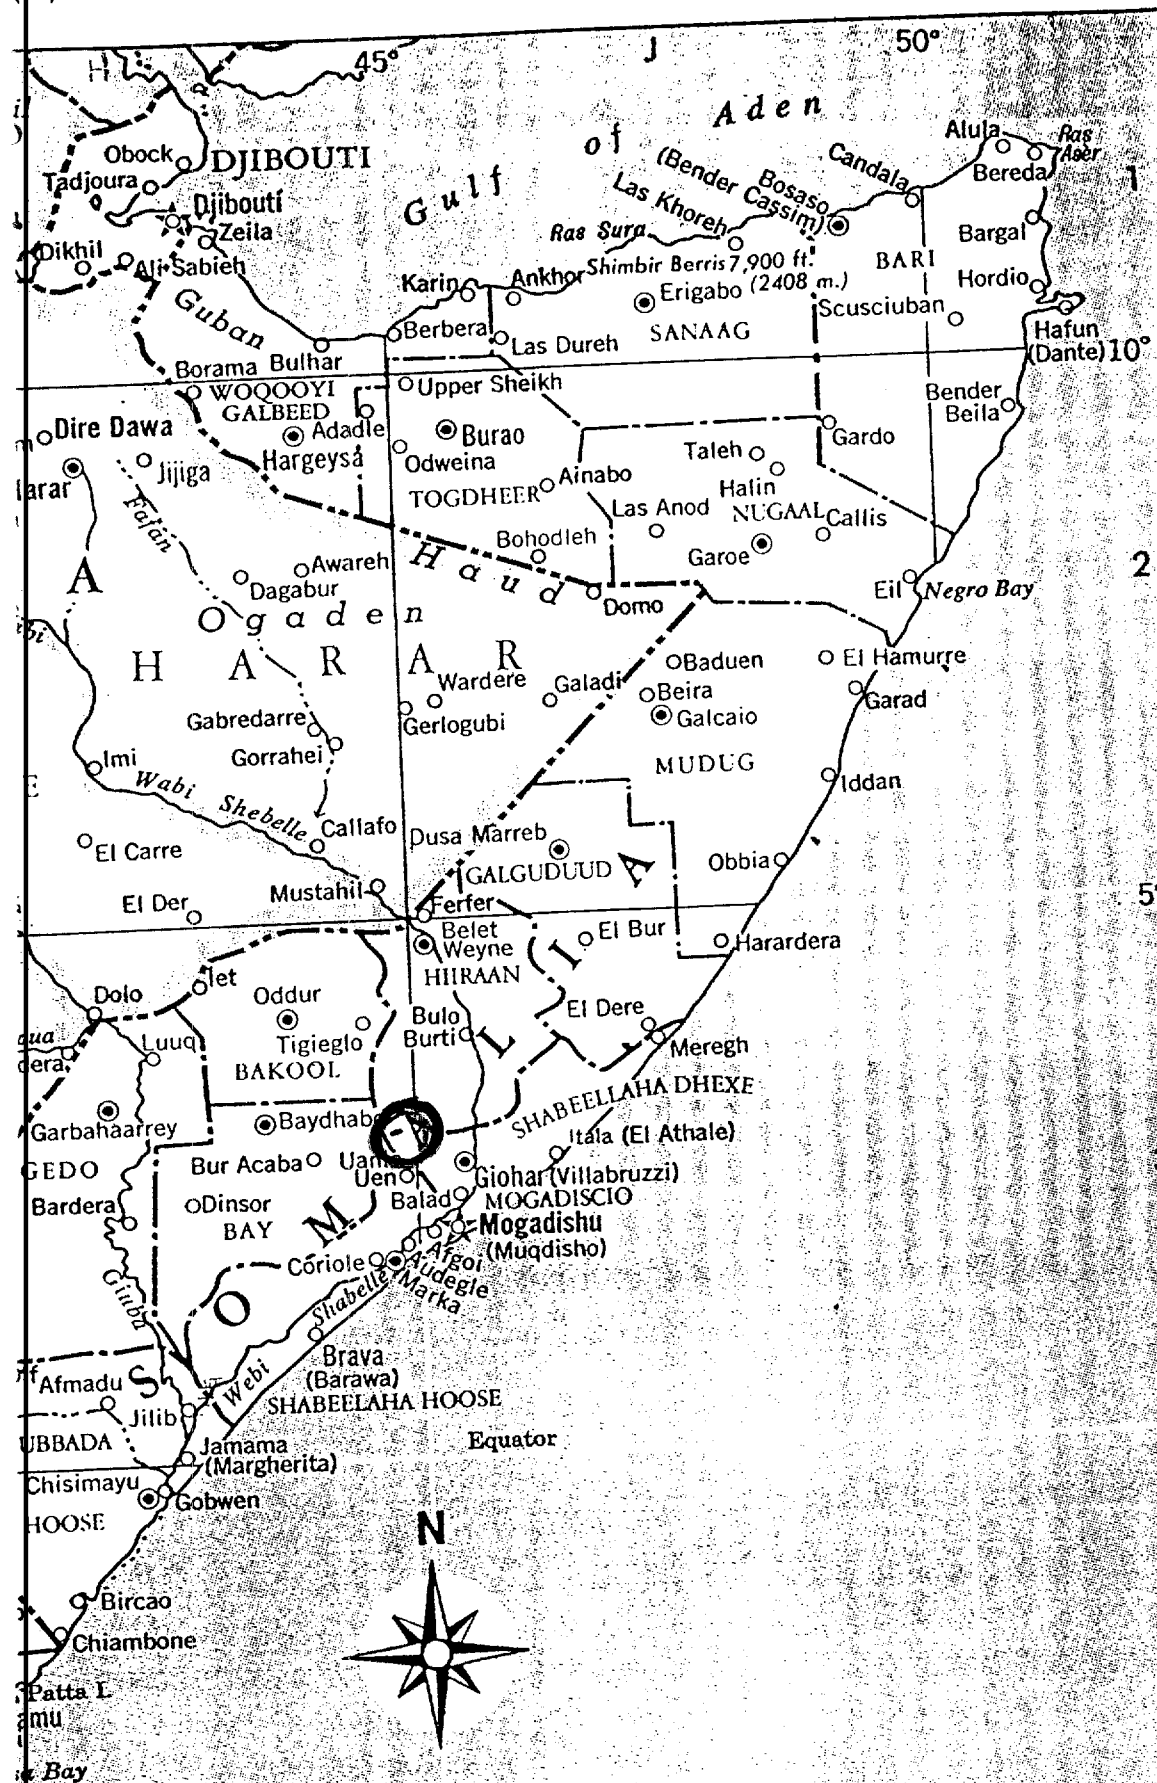 45°
J
50°
H
Gulf of Aden
Obock
DJIBOUTI
Tadjoura
Djibouti
Zeila
Dikhil
Ali-Sabieh
Guban
Alula
Ras
Aser
Bereda
1
Candala
Bosaso
(Bender
Cassim)
Las Khoreh
Ras Sura
Bargal
BARI
Hordio
Karin
Ankhor
Shimbir Berris 7,900 ft.
(2408 m.)
Erigabo
SANAAG
Scusciuban
Hafun
(Dante)
10°
Berbera
Las Dureh
Borama
Bulhar
WOQOOYI
GALBEED
Upper Sheikh
Bender
Beila
Dire Dawa
Adadle
Hargeysa
Burao
Odweina
Taleh
Gardo
Jijiga
arar
Fafan
TOGDHEER
Ainabo
Halin
Las Anod
NUGAAL
Callis
Bohodleh
Garoe
2
A
Awareh
Dagabur
Haud
Domo
Eil
Negro Bay
Ogaden
HARAR
Baduen
El Hamurre
Wardere
Galadi
Beira
Garad
Gabredarre
Gerlogubi
Galcaio
Gorrahei
MUDUG
Imi
Iddan
E
Wabi
Shebelle
Callafo
Dusa Marreb
El Carre
GALGUDUUD
Obbia
Mustahil
El Der
Ferfer
5°
Belet
Weyne
El Bur
Harardera
HIIRAAN
Iet
Dolo
Oddur
Bulo
Burti
El Dere
Luuq
Tigieglo
Meregh
BAKOOL
SHABEELLAHA DHEXE
Garbahaarrey
Baydhab
Itala (El Athale)
GEDO
Bur Acaba
Uen
Giohar (Villabruzzi)
Bardera
Dinsor
Balad
MOGADISCIO
BAY
Mogadishu
(Muqdisho)
Afgoi
Coriole
Audegle
Marka
Giuba
Shabelle
SOMALIA
Brava
(Barawa)
Webi
Afmadu
SHABEELAHA HOOSE
Jilib
UBBADA
Equator
Jamama
(Margherita)
Chisimayu
Gobwen
HOOSE
N
Bircao
Chiambone
Patta I.
amu
Bay